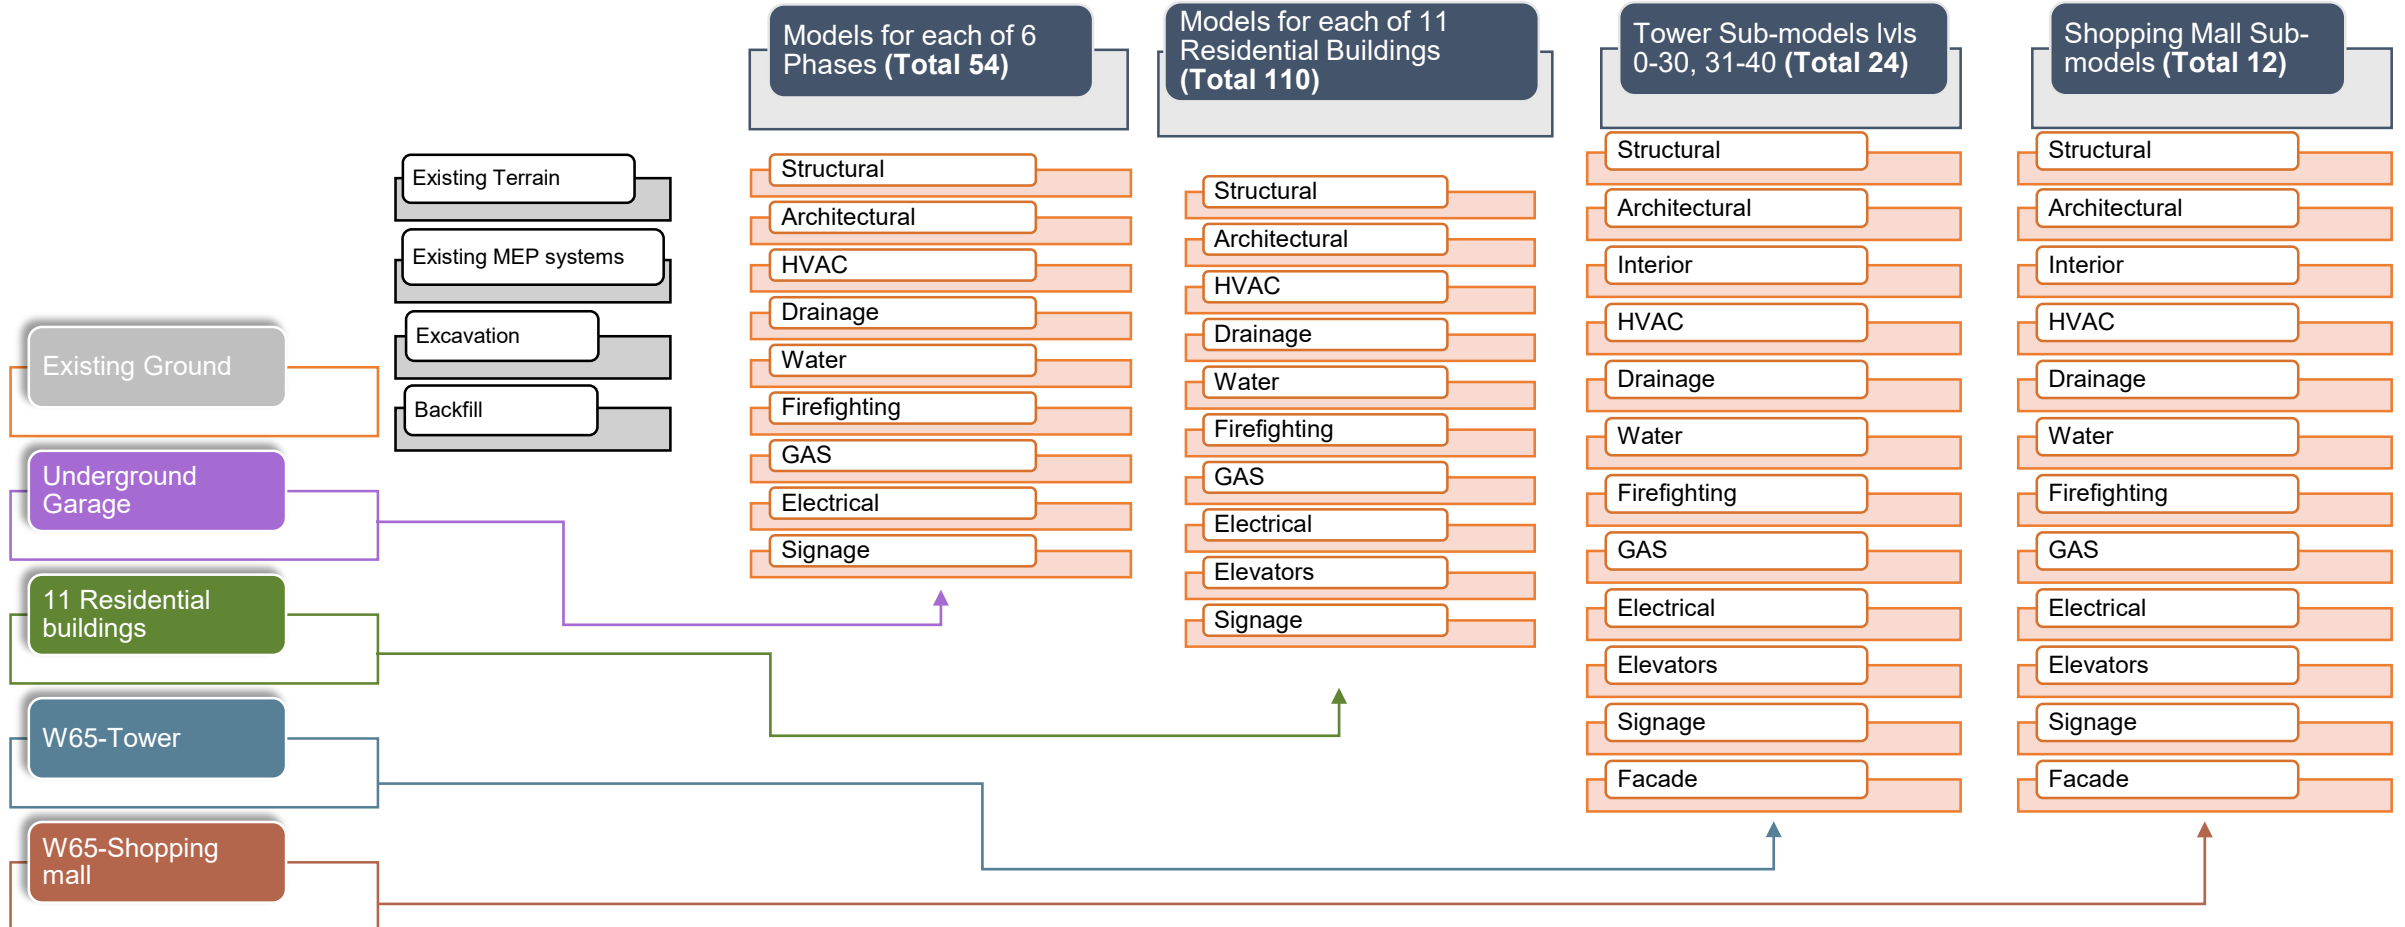 Models for each of 6
Phases (Total 54)
Models for each of 11
Residential Buildings
(Total 110)
Tower Sub-models lvls
0-30, 31-40 (Total 24)
Shopping Mall Sub-
models (Total 12)
Existing Ground
Underground
Garage
11 Residential
buildings
W65-Tower
W65-Shopping
mall
Existing Terrain
Existing MEP systems
Excavation
Backfill
Structural
Architectural
HVAC
Drainage
Water
Firefighting
GAS
Electrical
Signage
Structural
Architectural
HVAC
Drainage
Water
Firefighting
GAS
Electrical
Elevators
Signage
Structural
Architectural
Interior
HVAC
Drainage
Water
Firefighting
GAS
Electrical
Elevators
Signage
Facade
Structural
Architectural
Interior
HVAC
Drainage
Water
Firefighting
GAS
Electrical
Elevators
Signage
Facade